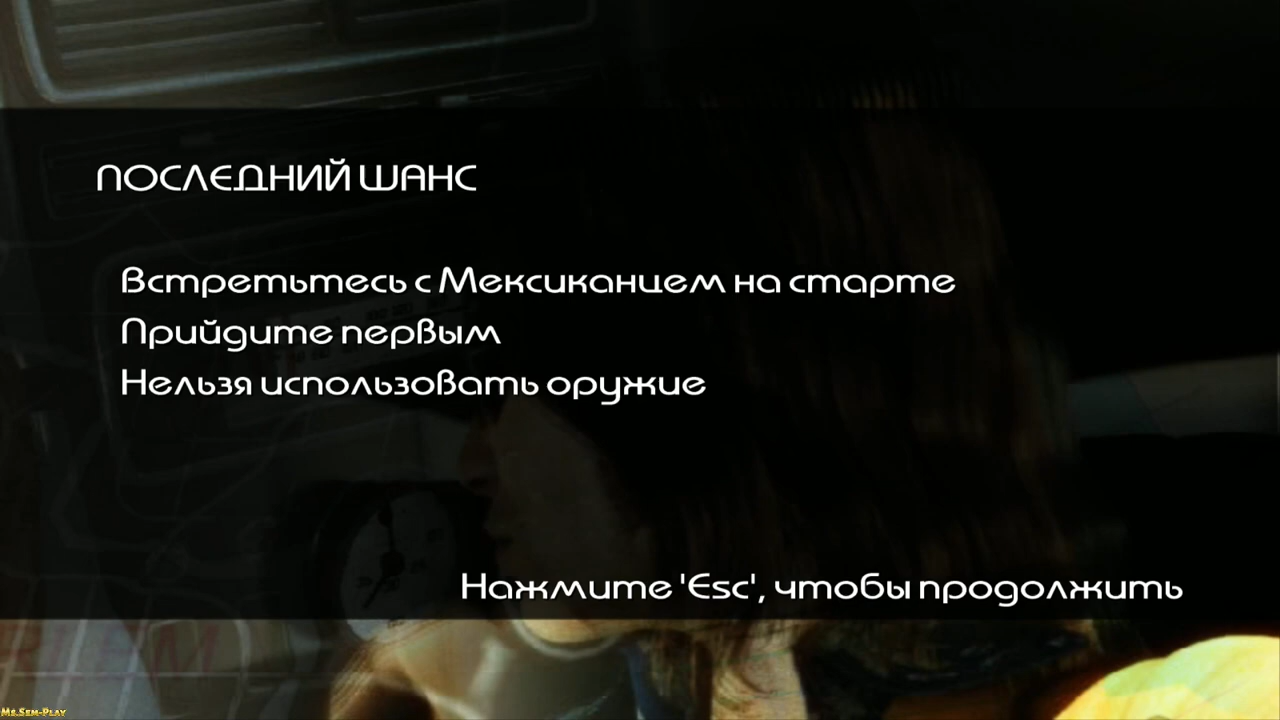 ПОСЛЕДНИЙ ШАНС
Встретьтесь с Мексиканцем на старте
Прийдите первым
Нельзя использовать оружие
Нажмите 'Esc', чтобы продолжить
Ms.Sem-Play